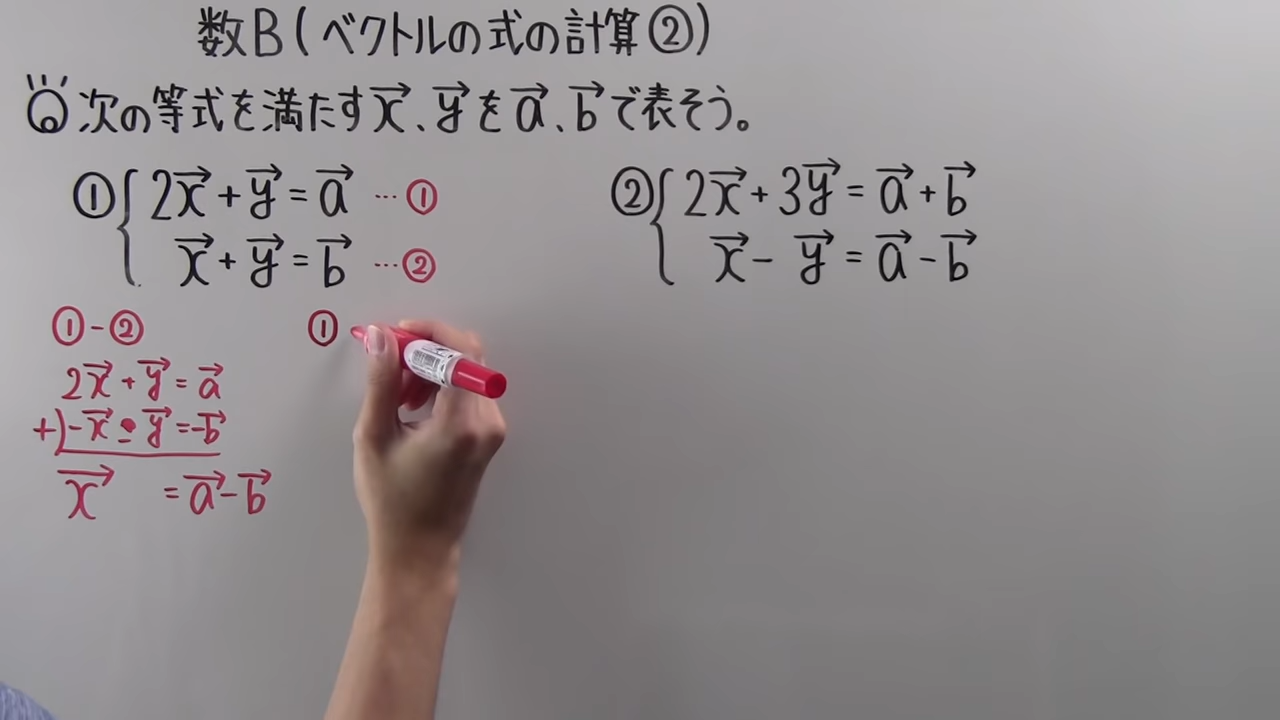 数B(ベクトルの式の計算②)
Q次の等式を満たすx⃗、y⃗をa⃗、b⃗で表そう。
①{2x⃗+y⃗=a⃗ …①
x⃗+y⃗=b⃗ …②
①-②
2x⃗+y⃗=a⃗
+)-x⃗-y⃗=-b⃗
x⃗ =a⃗-b⃗
①
②{2x⃗+3y⃗=a⃗+b⃗
x⃗-y⃗=a⃗-b⃗